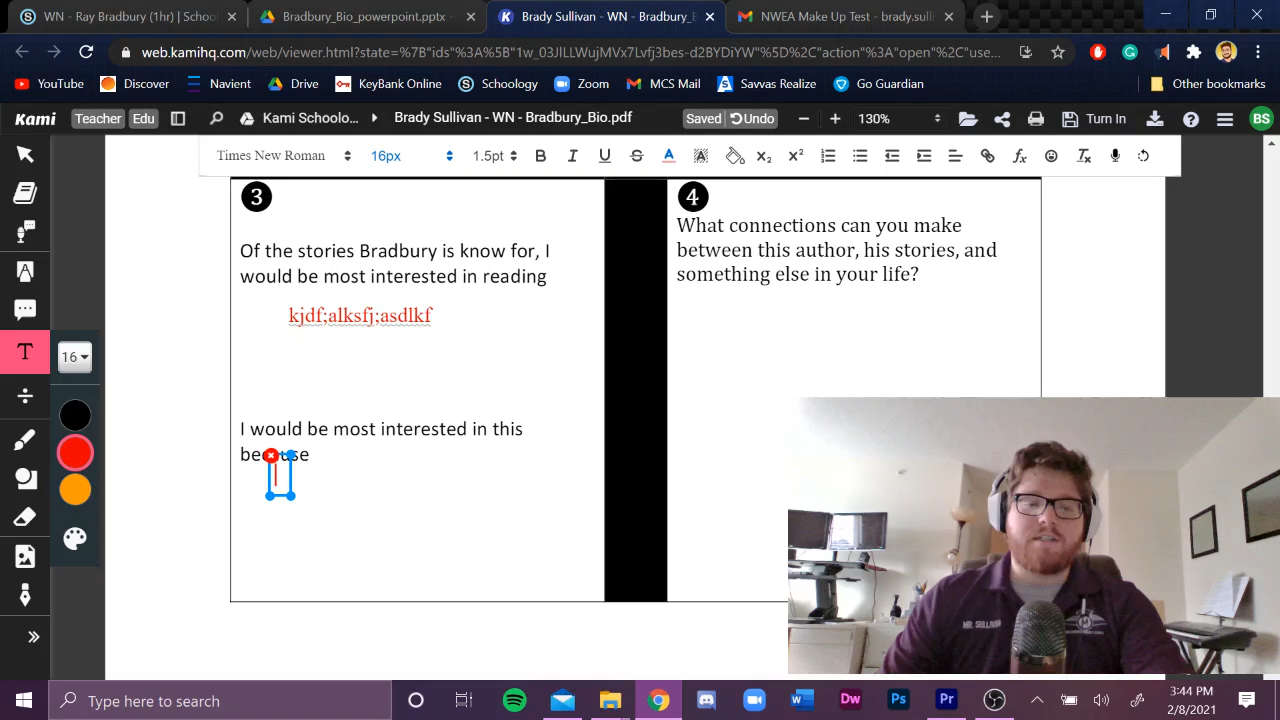 WN - Ray Bradbury (1hr) | School
Bradbury_Bio_powerpoint.pptx
Brady Sullivan - WN - Bradbury_B
NWEA Make Up Test - brady.sulli
web.kamihq.com/web/viewer.html?state=%7B"ids"%3A%5B"1w_03JILLWujMVx7Lvfj3bes-d2BYDiYW"%5D%2C"action"%3A"open"%2C"use...
YouTube
Discover
Navient
Drive
KeyBank Online
Schoology
Zoom
MCS Mail
Savvas Realize
Go Guardian
Other bookmarks
Kami
Teacher
Edu
Kami Schoolo...
Brady Sullivan - WN - Bradbury_Bio.pdf
Saved
Undo
130%
Turn In
BS
Times New Roman
16px
1.5pt
3
Of the stories Bradbury is know for, I
would be most interested in reading
kjdf;alksfj;asdlkf
I would be most interested in this
because
4
What connections can you make
between this author, his stories, and
something else in your life?
16
MR. SULLIVAN
Type here to search
3:44 PM
2/8/2021